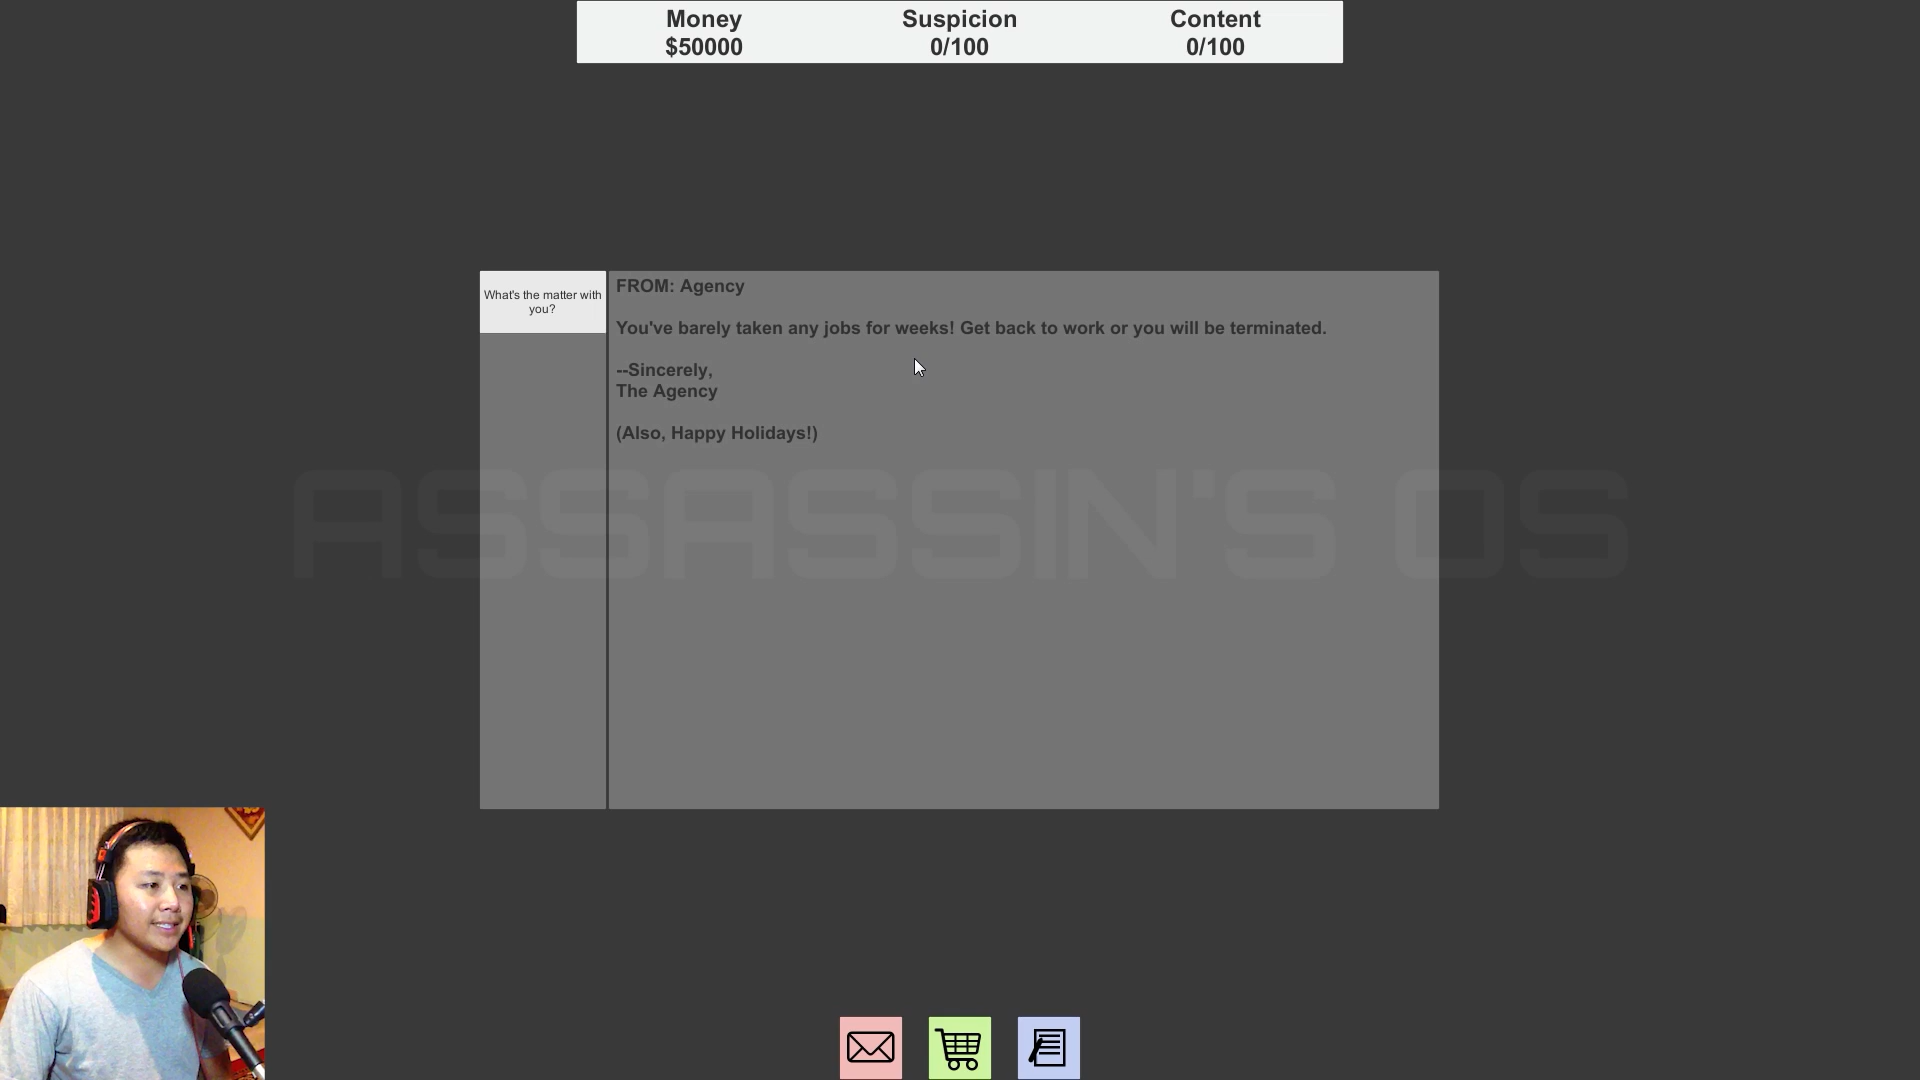 Money
$50000
Suspicion
0/100
Content
0/100
What's the matter with
you?
FROM: Agency
You've barely taken any jobs for weeks! Get back to work or you will be terminated.
--Sincerely,
The Agency
(Also, Happy Holidays!)
ASSASSIN'S OS